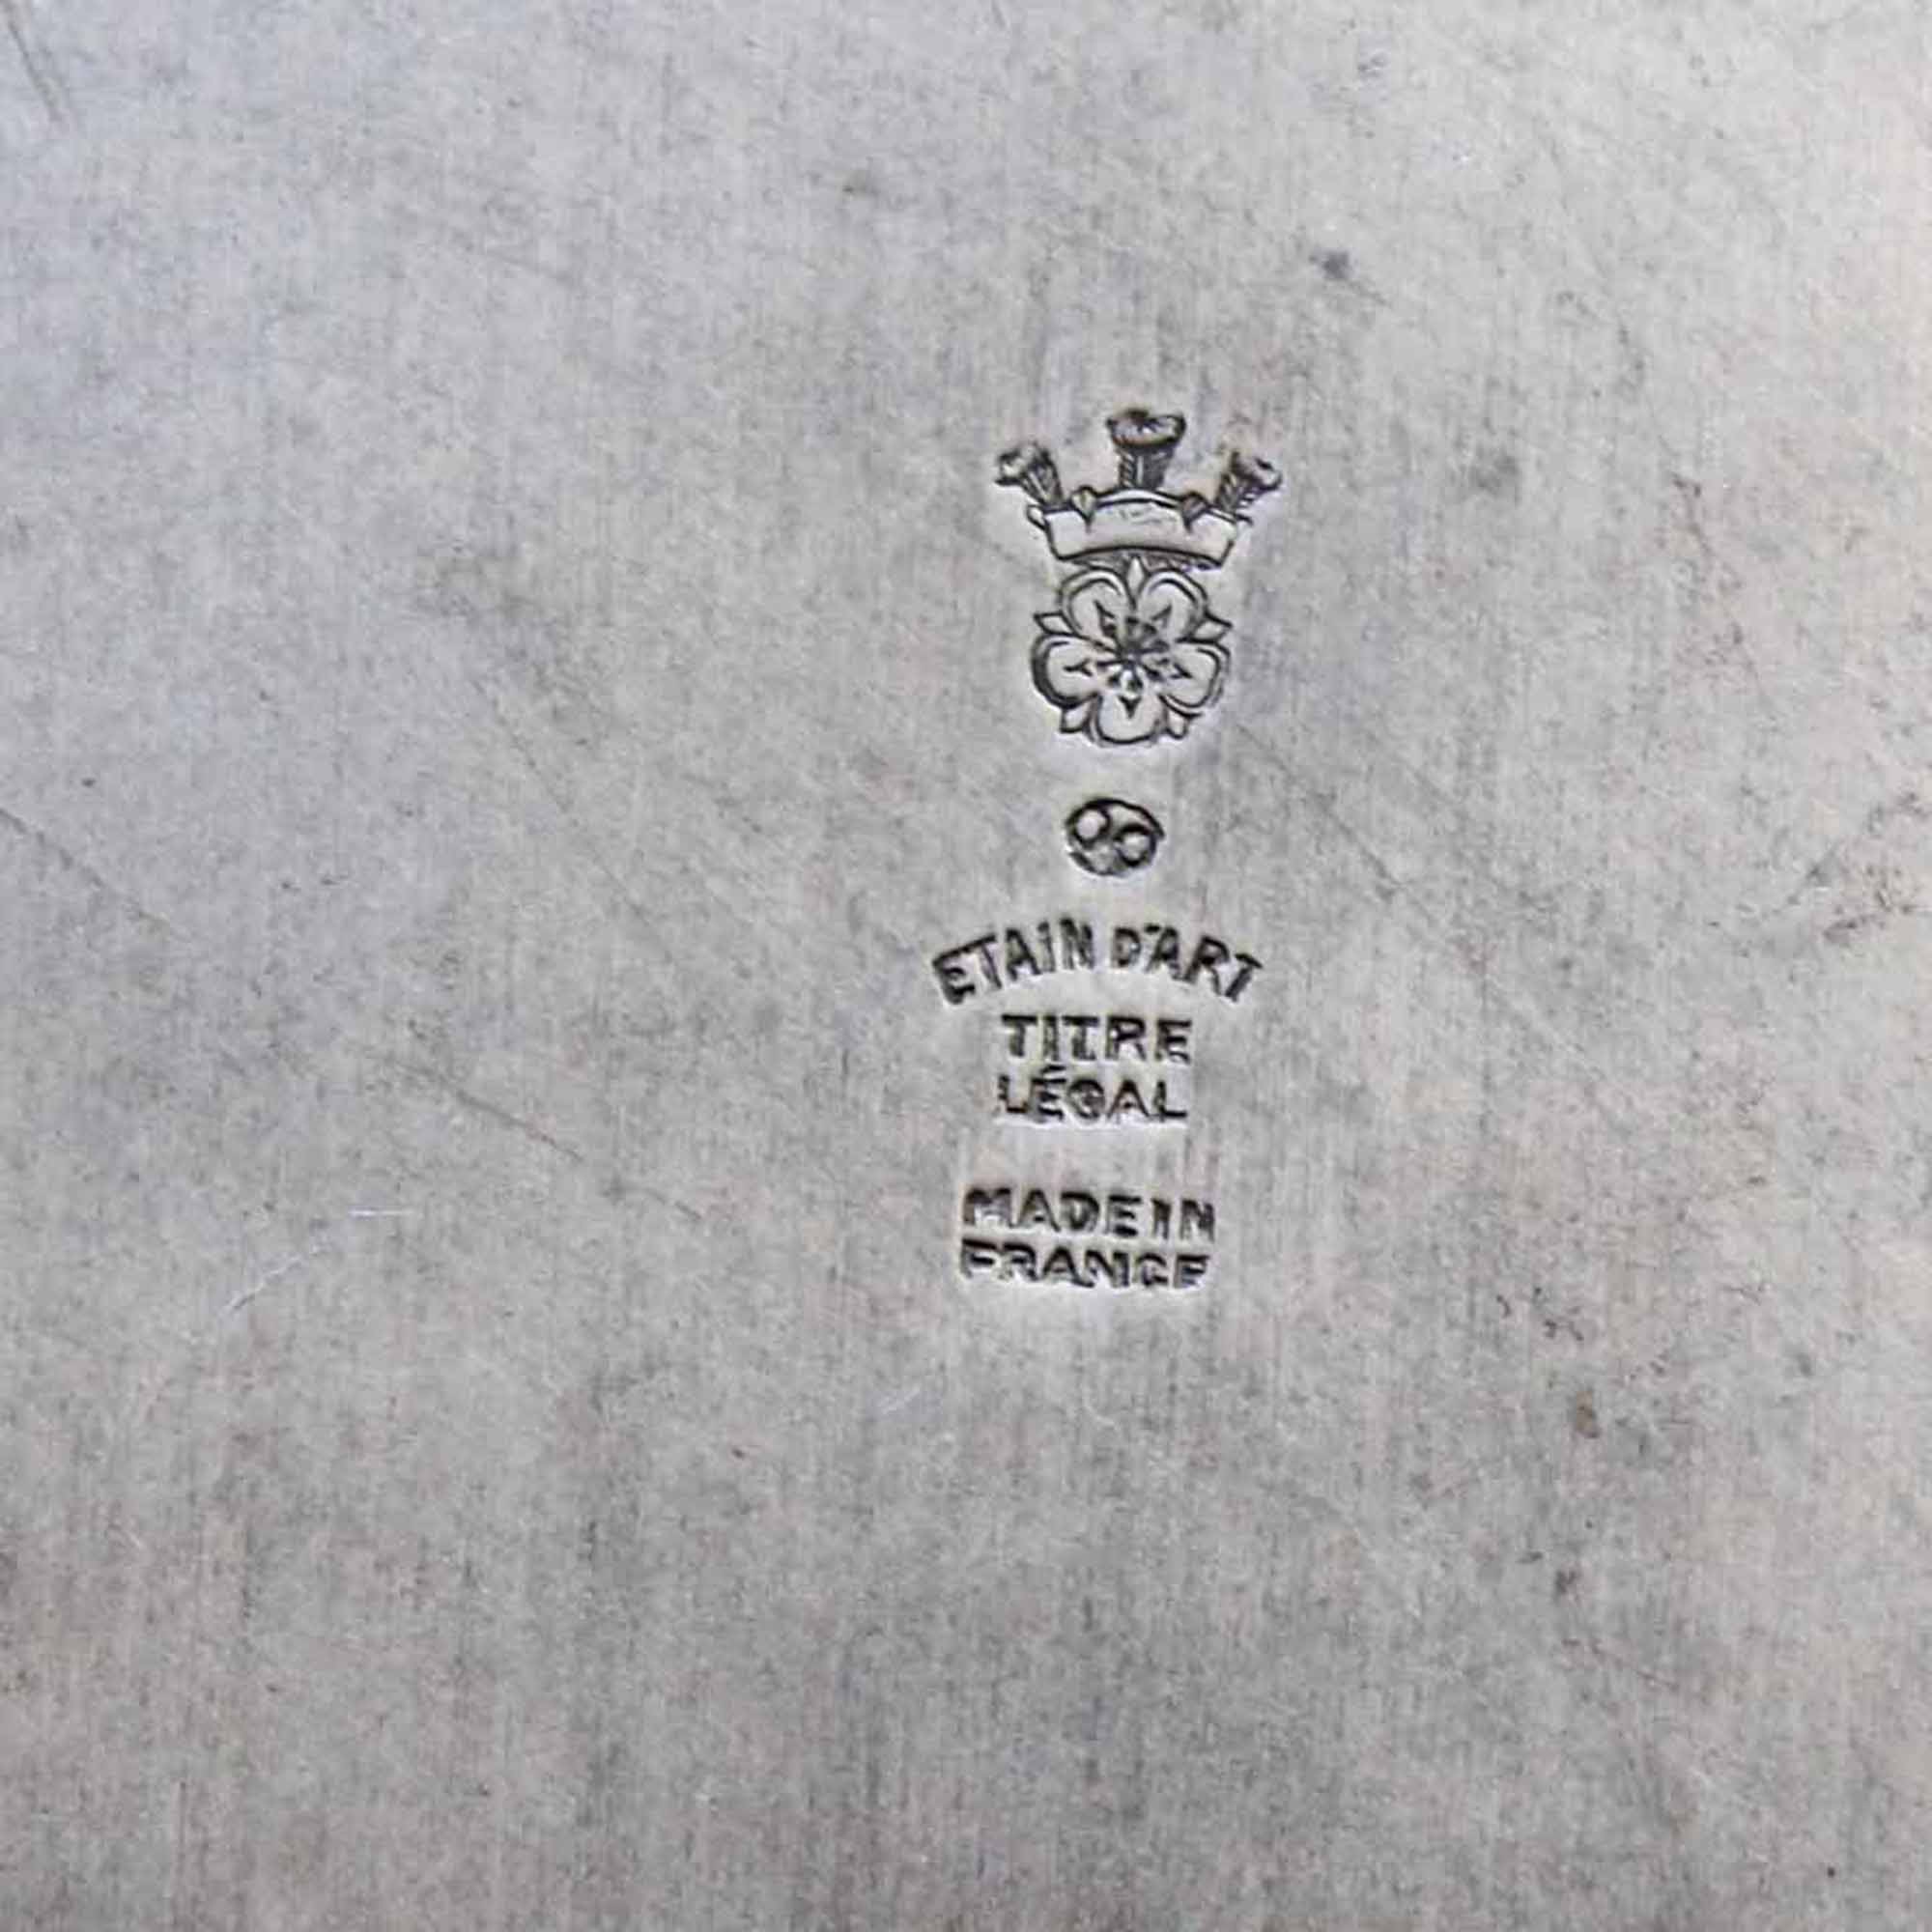 ETAIN D'ART
TITRE
LÉGAL
MADE IN
FRANCE